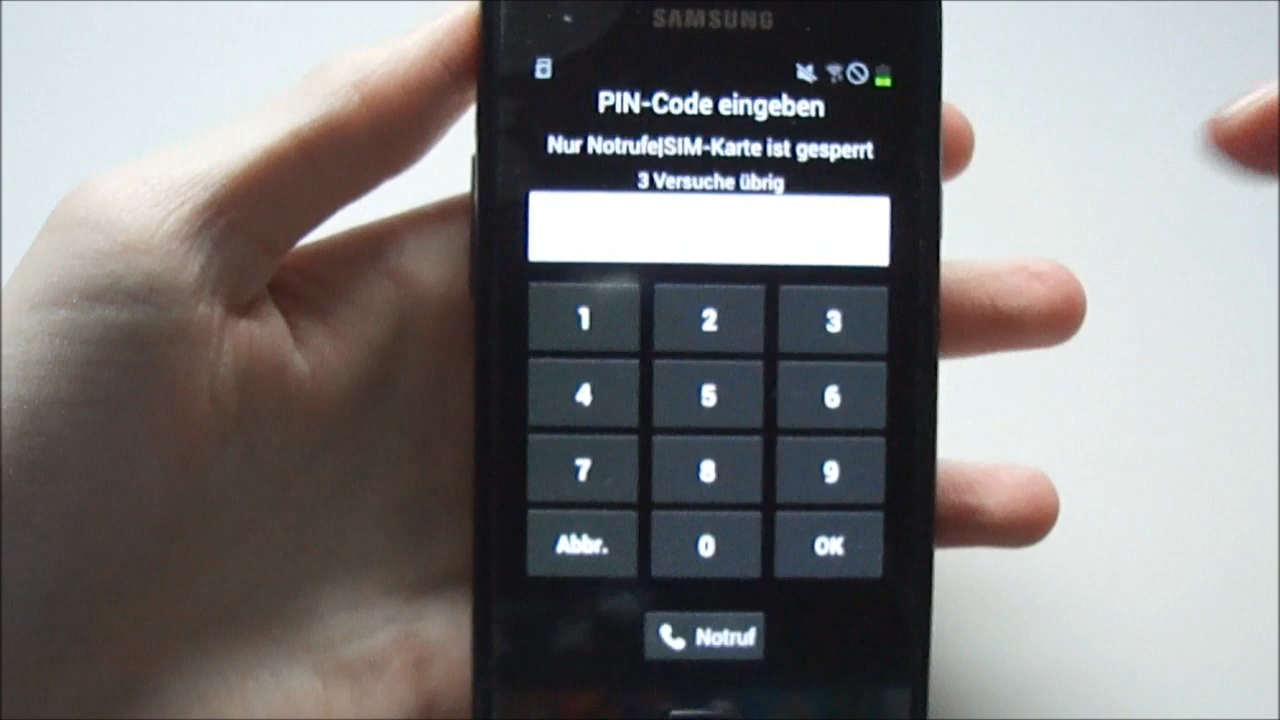 SAMSUNG
PIN-Code eingeben
Nur Notrufe|SIM-Karte ist gesperrt
3 Versuche übrig
1 2 3
4 5 6
7 8 9
Abbr. 0 OK
Notruf